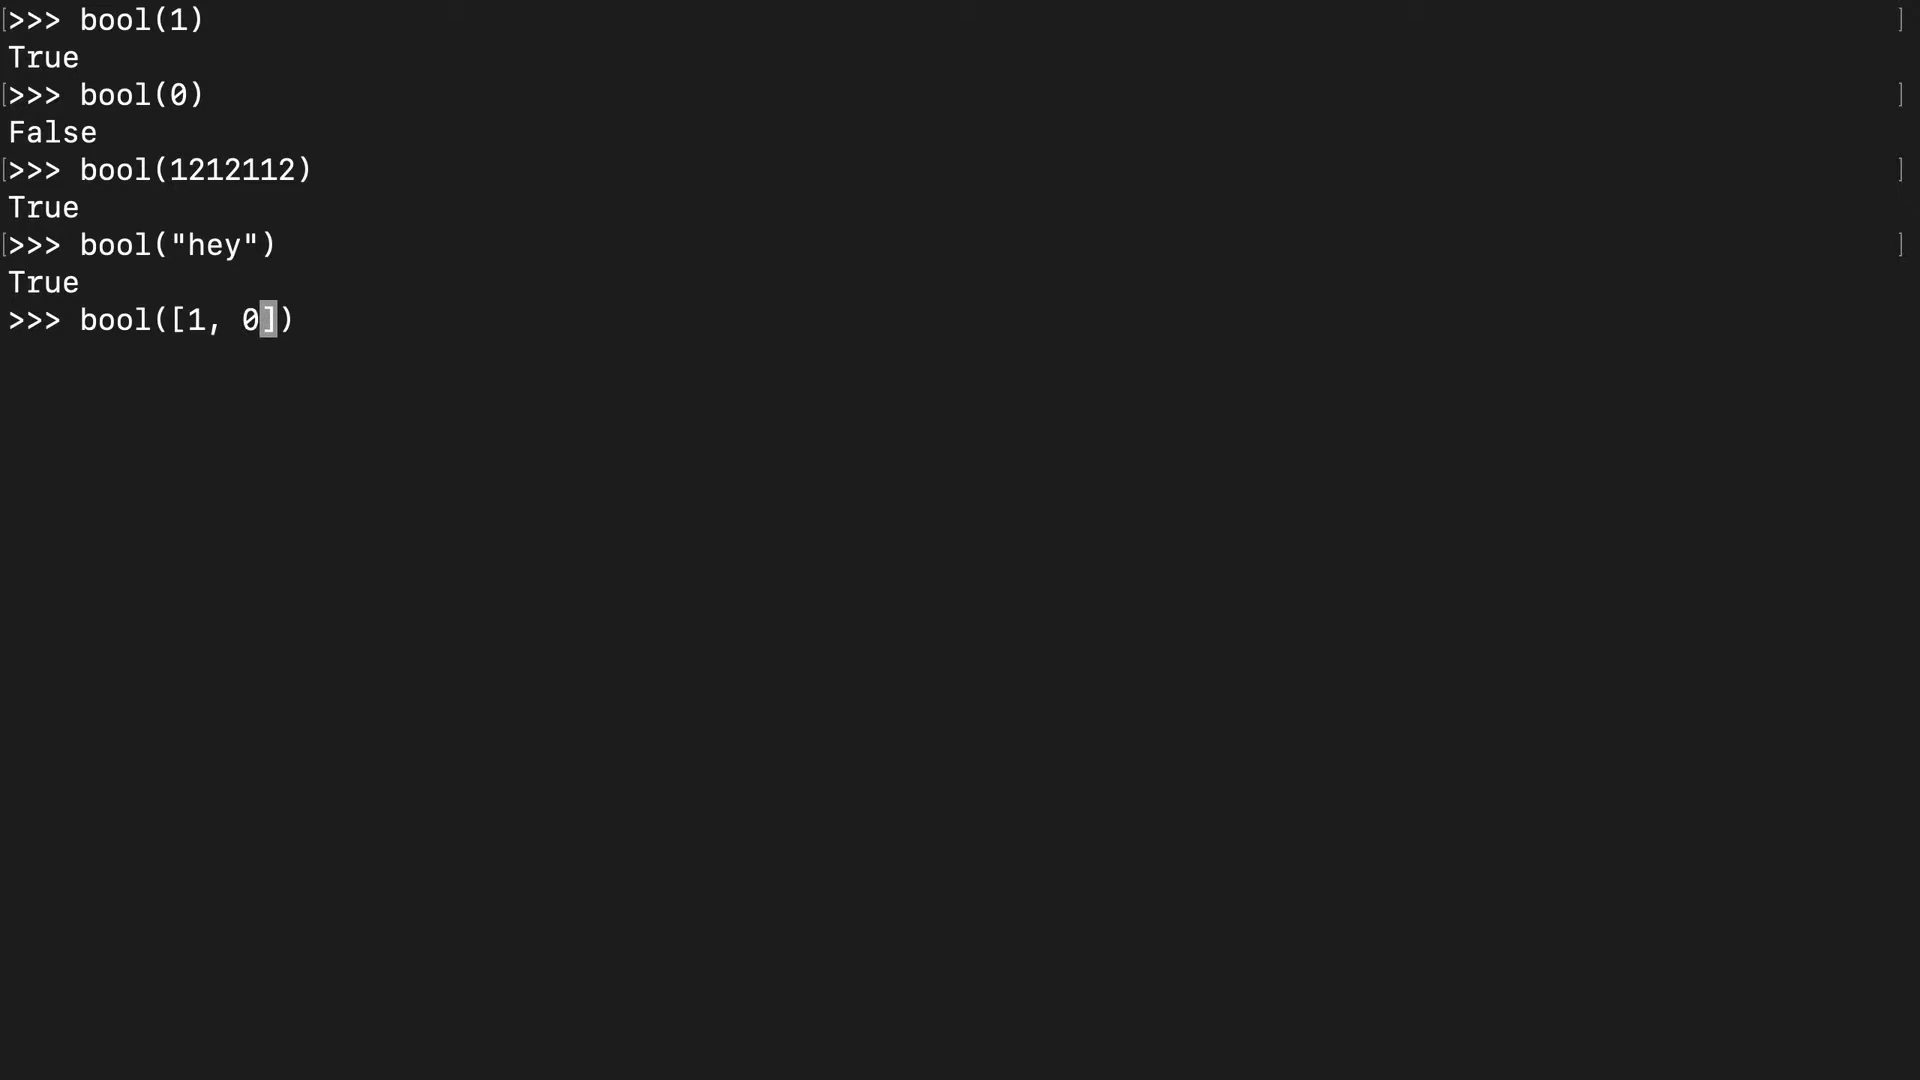 [>>> bool(1) ]
True
[>>> bool(0) ]
False
[>>> bool(1212112) ]
True
[>>> bool("hey") ]
True
>>> bool([1, 0])